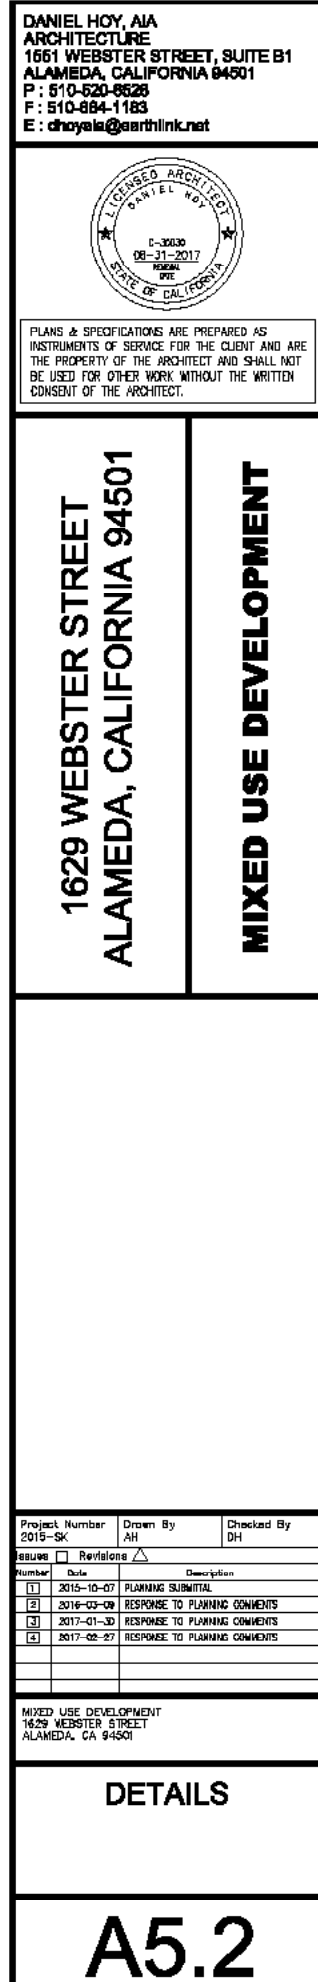 DANIEL HOY, AIA
ARCHITECTURE
1551 WEBSTER STREET, SUITE B1
ALAMEDA, CALIFORNIA 94501
P : 510-520-8526
F : 510-864-1183
E : dhoyaia@earthlink.net
LICENSED ARCHITECT
DANIEL HOY
08-31-2017
RENEWAL
DATE
STATE OF CALIFORNIA
PLANS & SPECIFICATIONS ARE PREPARED AS
INSTRUMENTS OF SERVICE FOR THE CLIENT AND ARE
THE PROPERTY OF THE ARCHITECT AND SHALL NOT
BE USED FOR OTHER WORK WITHOUT THE WRITTEN
CONSENT OF THE ARCHITECT.
1629 WEBSTER STREET
ALAMEDA, CALIFORNIA 94501
MIXED USE DEVELOPMENT
Project Number Drawn By Checked By
2015-SK AH DH
Issues Revisions
Number Date Description
1 2015-10-07 PLANNING SUBMITTAL
2 2016-03-09 RESPONSE TO PLANNING COMMENTS
3 2017-01-30 RESPONSE TO PLANNING COMMENTS
4 2017-02-27 RESPONSE TO PLANNING COMMENTS
MIXED USE DEVELOPMENT
1629 WEBSTER STREET
ALAMEDA, CA 94501
DETAILS
A5.2